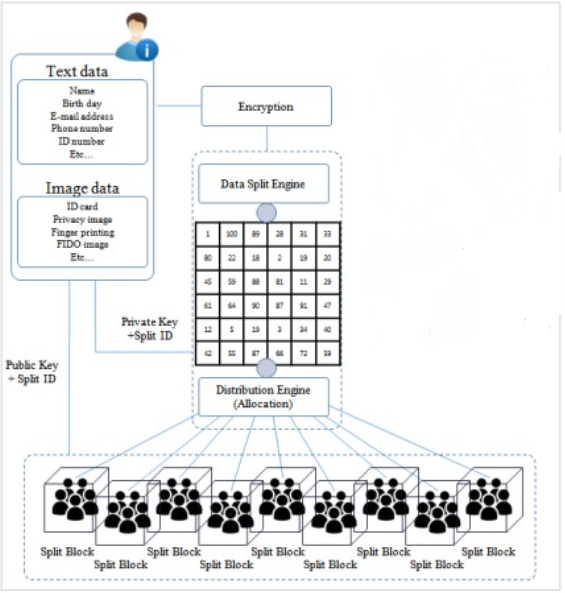 Text data
Name
Birth day
E-mail address
Phone number
ID number
Etc...
Image data
ID card
Privacy image
Finger printing
FIDO image
Etc...
Encryption
Data Split Engine
1 100 89 28 31 33
80 22 18 2 19 20
45 59 88 81 11 29
61 64 90 87 91 47
12 5 19 3 34 40
42 55 87 66 72 59
Private Key
+Split ID
Public Key
+ Split ID
Distribution Engine
(Allocation)
Split Block
Split Block
Split Block
Split Block
Split Block
Split Block
Split Block
Split Block
Split Block